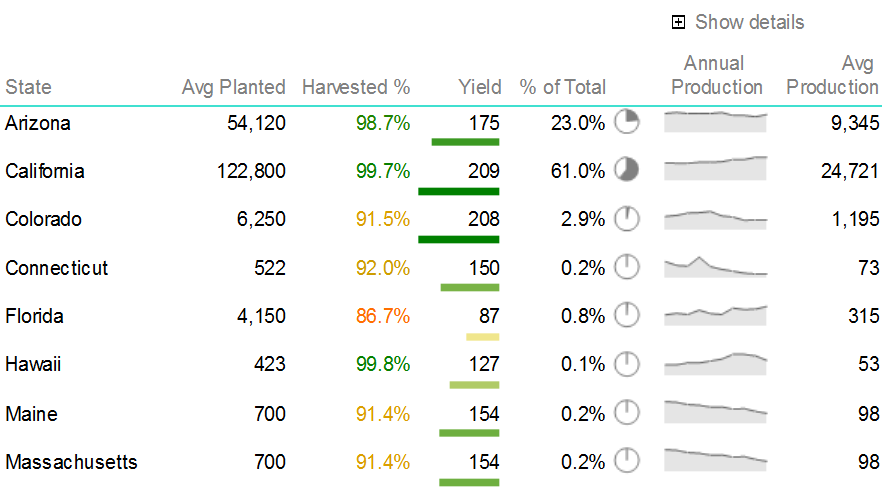 Show details
State Avg Planted Harvested % Yield % of Total Annual Production Avg Production
Arizona 54,120 98.7% 175 23.0% 9,345
California 122,800 99.7% 209 61.0% 24,721
Colorado 6,250 91.5% 208 2.9% 1,195
Connecticut 522 92.0% 150 0.2% 73
Florida 4,150 86.7% 87 0.8% 315
Hawaii 423 99.8% 127 0.1% 53
Maine 700 91.4% 154 0.2% 98
Massachusetts 700 91.4% 154 0.2% 98